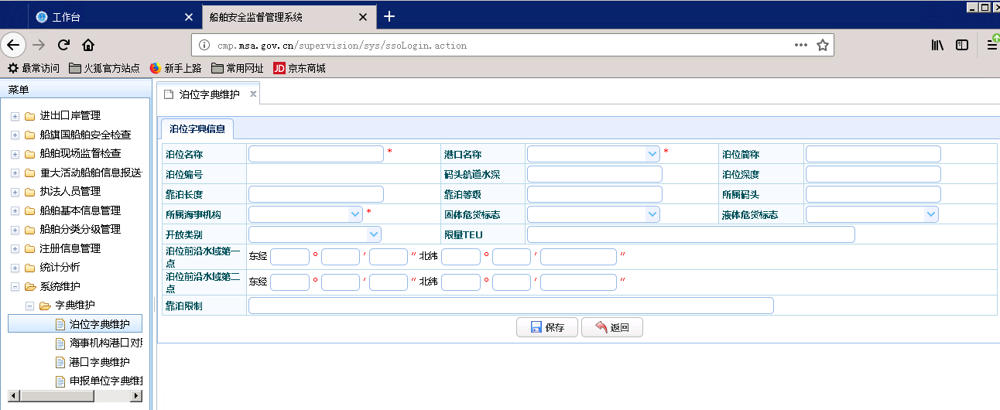 工作台
船舶安全监督管理系统
cmp.msa.gov.cn/supervision/sys/ssoLogin.action
最常访问 火狐官方站点 新手上路 常用网址 JD 京东商城
菜单
进出口岸管理
船旗国船舶安全检查
船舶现场监督检查
重大活动船舶信息报送
执法人员管理
船舶基本信息管理
船舶分类分级管理
注册信息管理
统计分析
系统维护
字典维护
泊位字典维护
海事机构港口对
港口字典维护
申报单位字典维
泊位字典维护 x
泊位字典信息
泊位名称 * 港口名称 * 泊位简称
泊位编号 码头航道水深 泊位深度
靠泊长度 靠泊等级 所属码头
所属海事机构 * 固体危货标志 液体危货标志
开放类别 限量TEU
泊位前沿水域第一点 东经 ° ′ ″ 北纬 ° ′ ″
泊位前沿水域第二点 东经 ° ′ ″ 北纬 ° ′ ″
靠泊限制
保存 返回